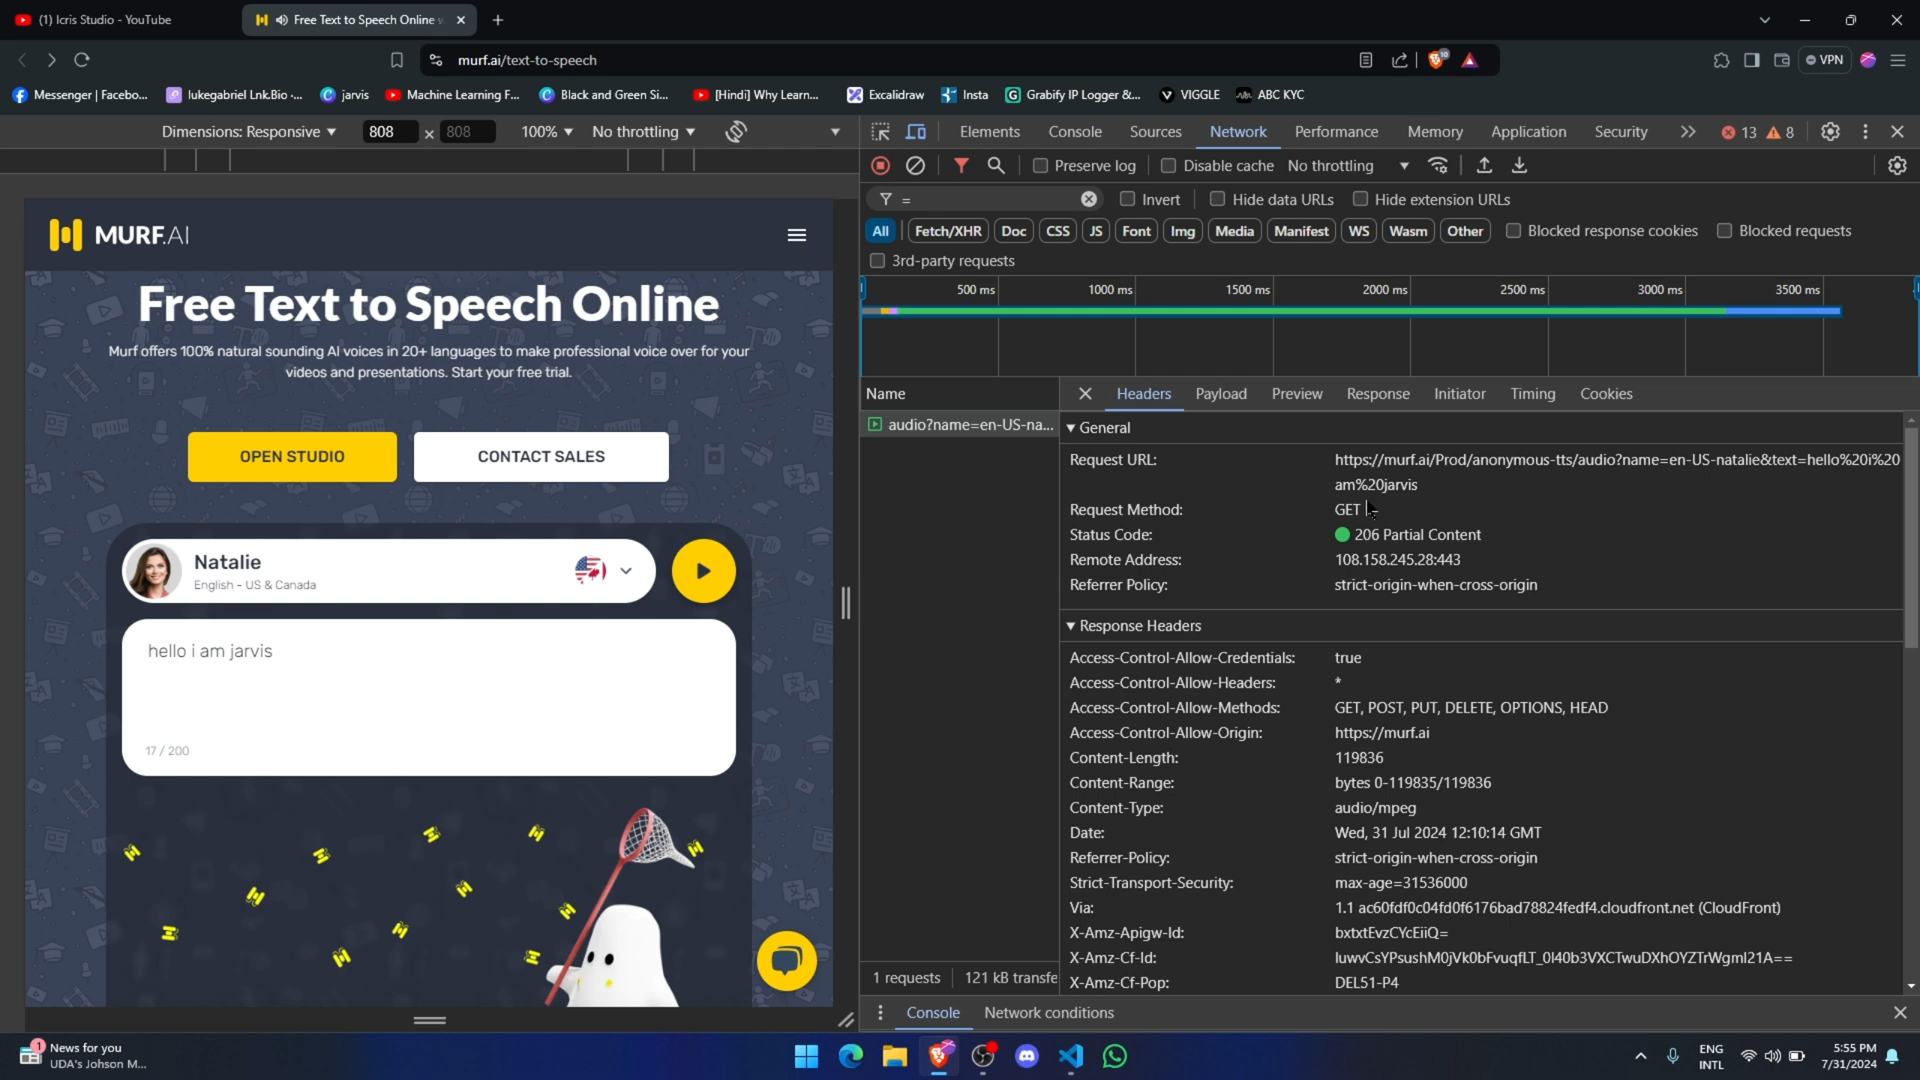 (1) Icris Studio - YouTube
Free Text to Speech Online w
murf.ai/text-to-speech
10
VPN
Messenger | Facebo...
lukegabriel Lnk.Bio -...
jarvis
Machine Learning F...
Black and Green Si...
[Hindi] Why Learn...
Excalidraw
Insta
Grabify IP Logger &...
VIGGLE
ABC KYC
Dimensions: Responsive
808 × 808
100%
No throttling
Elements
Console
Sources
Network
Performance
Memory
Application
Security
13
8
Preserve log
Disable cache
No throttling
=
Invert
Hide data URLs
Hide extension URLs
All
Fetch/XHR
Doc
CSS
JS
Font
Img
Media
Manifest
WS
Wasm
Other
Blocked response cookies
Blocked requests
3rd-party requests
500 ms
1000 ms
1500 ms
2000 ms
2500 ms
3000 ms
3500 ms
MURF.AI
Free Text to Speech Online
Murf offers 100% natural sounding AI voices in 20+ languages to make professional voice over for your
videos and presentations. Start your free trial.
OPEN STUDIO
CONTACT SALES
Natalie
English - US & Canada
hello i am jarvis
17 / 200
Name
audio?name=en-US-na...
Headers
Payload
Preview
Response
Initiator
Timing
Cookies
General
Request URL: https://murf.ai/Prod/anonymous-tts/audio?name=en-US-natalie&text=hello%20i%20
am%20jarvis
Request Method: GET
Status Code: 206 Partial Content
Remote Address: 108.158.245.28:443
Referrer Policy: strict-origin-when-cross-origin
Response Headers
Access-Control-Allow-Credentials: true
Access-Control-Allow-Headers: *
Access-Control-Allow-Methods: GET, POST, PUT, DELETE, OPTIONS, HEAD
Access-Control-Allow-Origin: https://murf.ai
Content-Length: 119836
Content-Range: bytes 0-119835/119836
Content-Type: audio/mpeg
Date: Wed, 31 Jul 2024 12:10:14 GMT
Referrer-Policy: strict-origin-when-cross-origin
Strict-Transport-Security: max-age=31536000
Via: 1.1 ac60fdf0c04fd0f6176bad78824fedf4.cloudfront.net (CloudFront)
X-Amz-Apigw-Id: bxtxtEvzCYcEiiQ=
X-Amz-Cf-Id: luwvCsYPsushM0jVk0bFvuqfLT_0l40b3VXCTwuDXhOYZTrWgml21A==
X-Amz-Cf-Pop: DEL51-P4
1 requests
121 kB transfe
Console
Network conditions
1
News for you
UDA's Johson M...
ENG
INTL
5:55 PM
7/31/2024